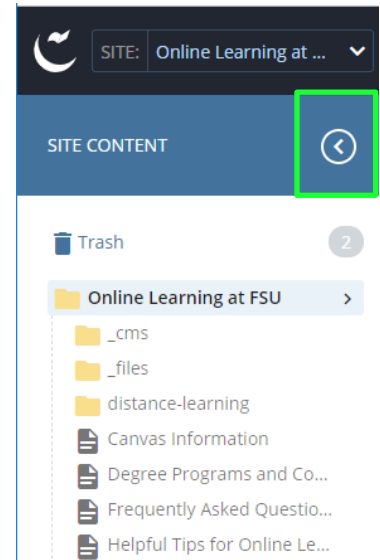 SITE: Online Learning at ...
SITE CONTENT
Trash 2
Online Learning at FSU
_cms
_files
distance-learning
Canvas Information
Degree Programs and Co...
Frequently Asked Questio...
Helpful Tips for Online Le...